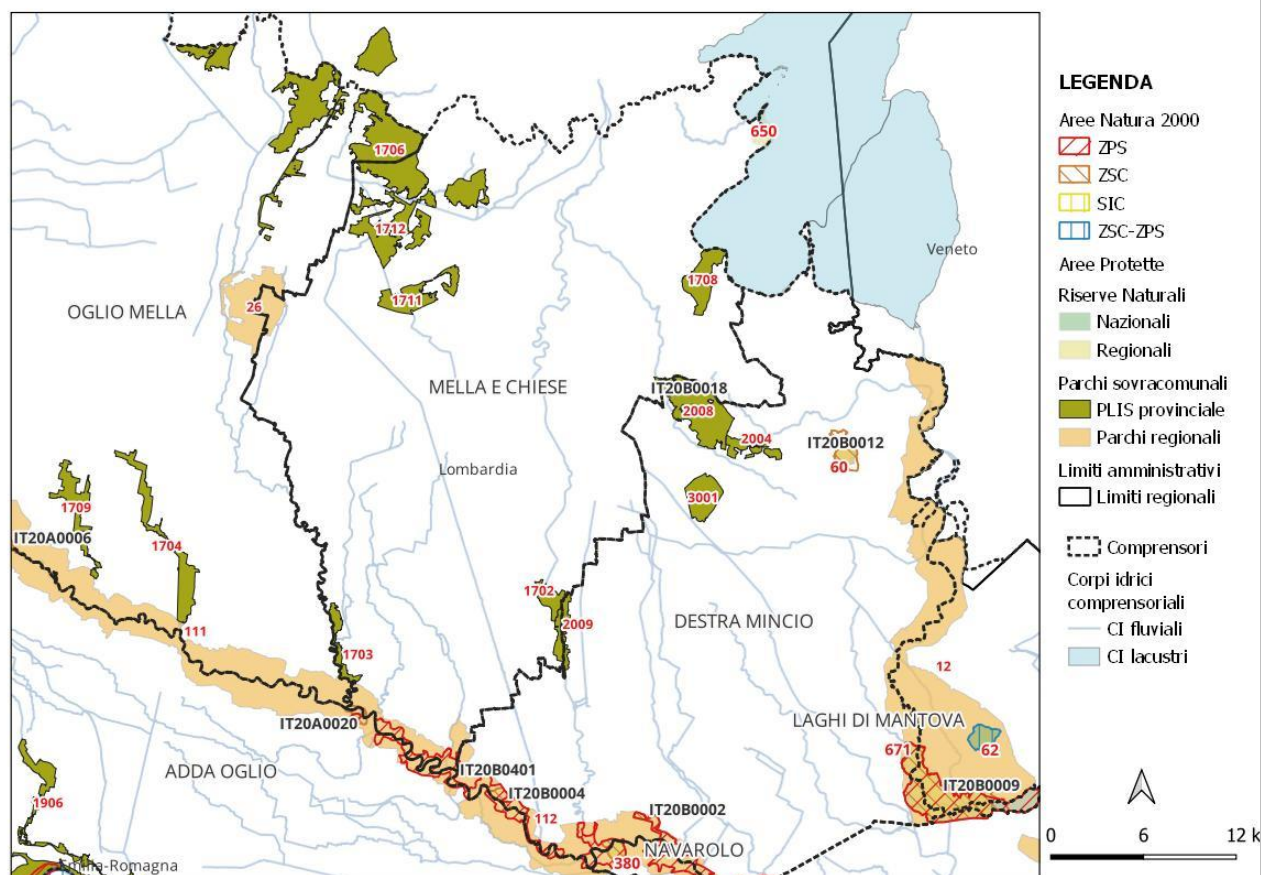 1706
650
1712
Veneto
1708
1711
26
OGLIO MELLA
MELLA E CHIESE
IT20B0018
2008
2004
IT20B0012
60
Lombardia
3001
1709
IT20A0006
1704
1702
2009
DESTRA MINCIO
111
1703
12
IT20A0020
LAGHI DI MANTOVA
671
62
ADDA OGLIO
IT20B0401
IT20B0009
IT20B0004
1906
112
IT20B0002
NAVAROLO
380
Emilia-Romagna
LEGENDA
Aree Natura 2000
ZPS
ZSC
SIC
ZSC-ZPS
Aree Protette
Riserve Naturali
Nazionali
Regionali
Parchi sovracomunali
PLIS provinciale
Parchi regionali
Limiti amministrativi
Limiti regionali
Comprensori
Corpi idrici
comprensoriali
CI fluviali
CI lacustri
0 6 12 k